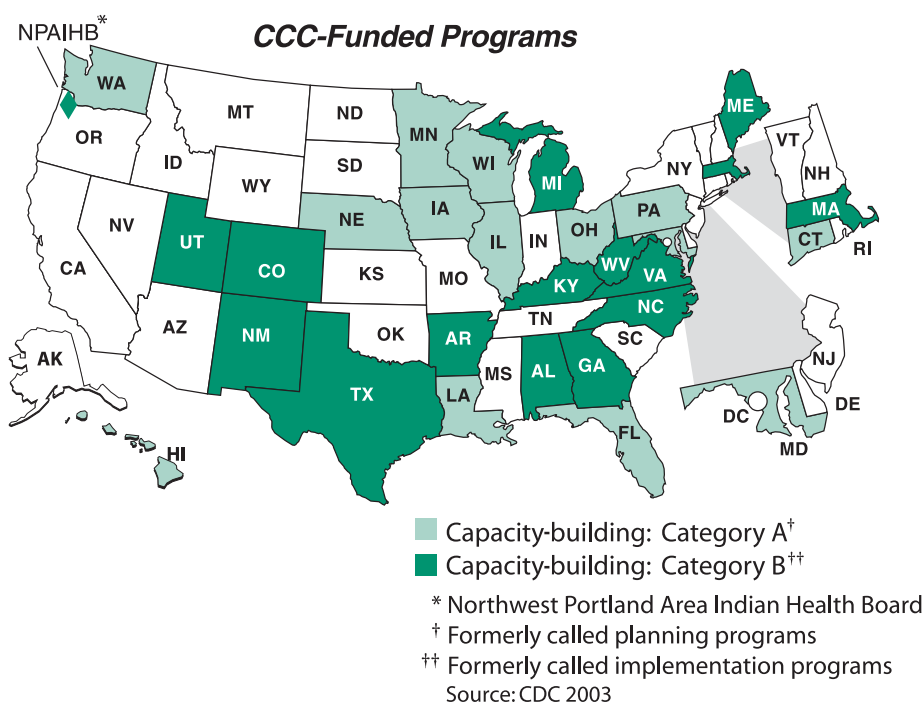 NPAIHB*
CCC-Funded Programs
WA
OR
MT
ND
MN
ID
SD
WI
WY
MI
NY
ME
VT
NH
NV
UT
NE
IA
PA
MA
CA
CO
KS
MO
IL
IN
OH
CT
RI
WV
VA
KY
AZ
NM
OK
AR
TN
NC
SC
NJ
AK
TX
MS
AL
GA
LA
DC
DE
HI
FL
MD
Capacity-building: Category A†
Capacity-building: Category B††
* Northwest Portland Area Indian Health Board
† Formerly called planning programs
†† Formerly called implementation programs
Source: CDC 2003